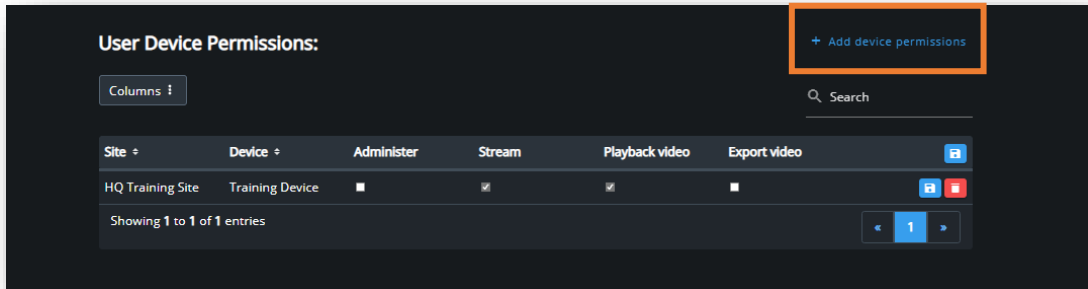 User Device Permissions:
+ Add device permissions
Columns
Search
Site Device Administer Stream Playback video Export video
HQ Training Site Training Device
Showing 1 to 1 of 1 entries
« 1 »